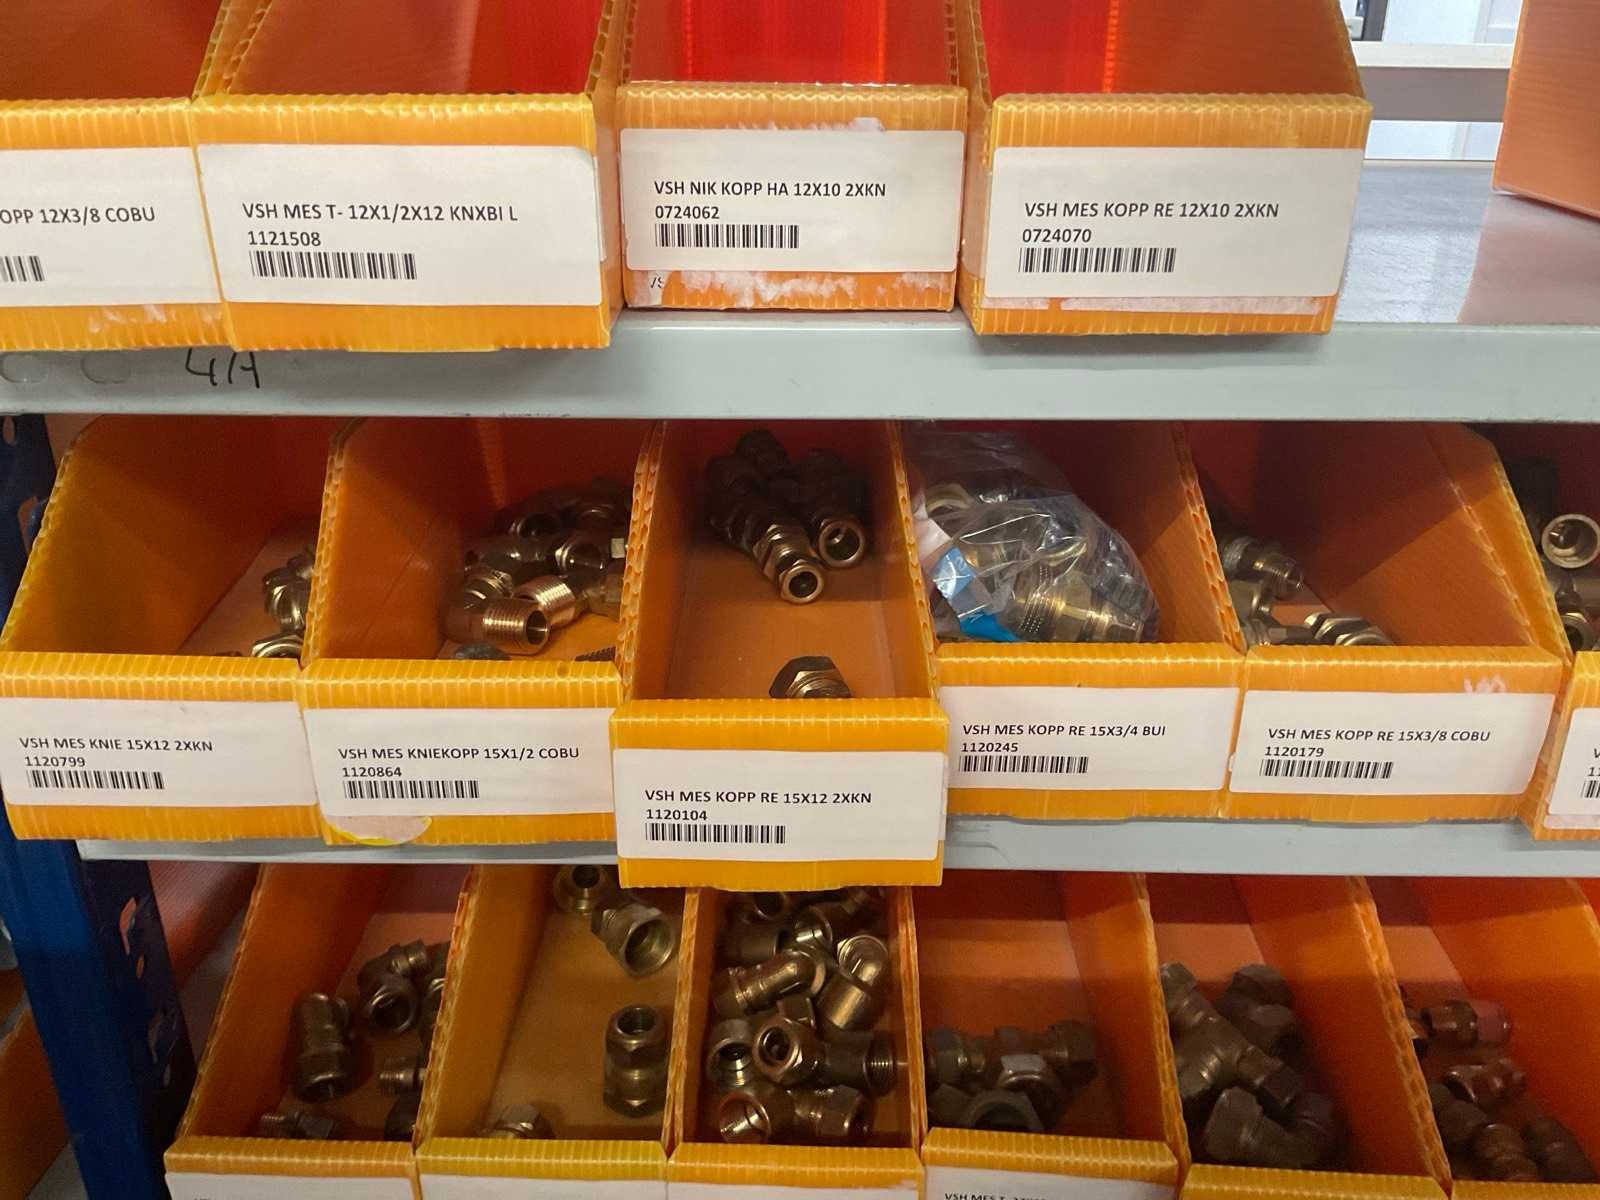 OPP 12X3/8 COBU
VSH MES T- 12X1/2X12 KNXBI L
1121508
VSH NIK KOPP HA 12X10 2XKN
0724062
VS
VSH MES KOPP RE 12X10 2XKN
0724070
4A
VSH MES KNIE 15X12 2XKN
1120799
VSH MES KNIEKOPP 15X1/2 COBU
1120864
VSH MES KOPP RE 15X12 2XKN
1120104
VSH MES KOPP RE 15X3/4 BUI
1120245
VSH MES KOPP RE 15X3/8 COBU
1120179
VSH MES T-